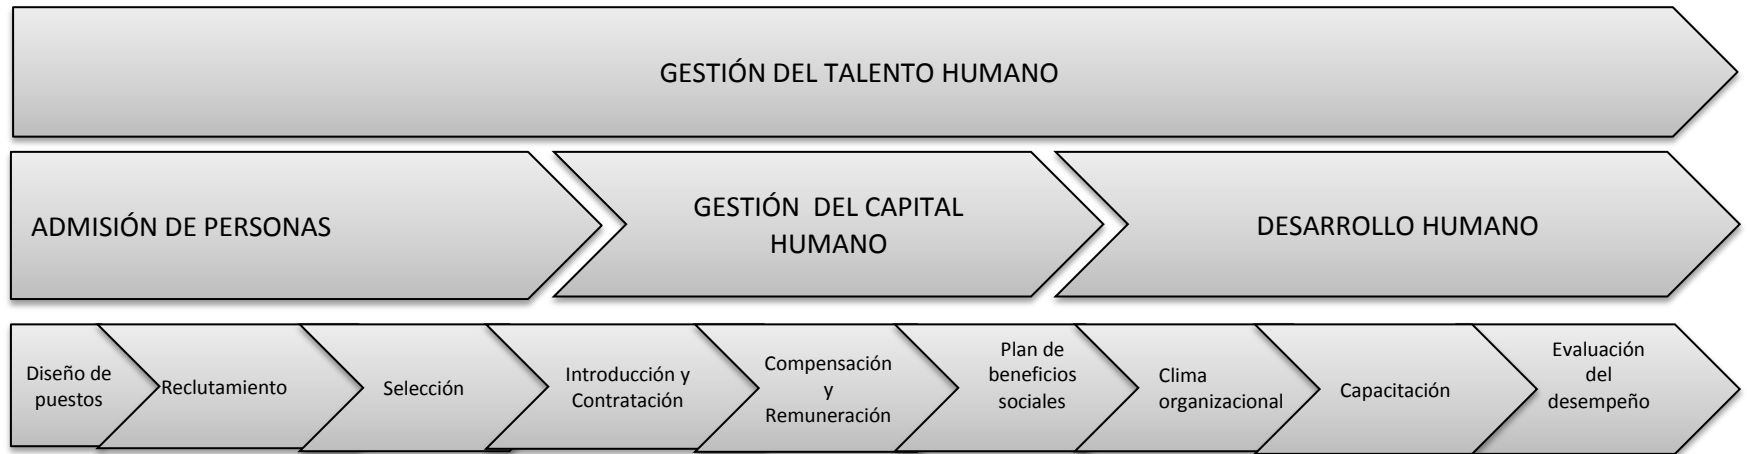 GESTIÓN DEL TALENTO HUMANO
ADMISIÓN DE PERSONAS
GESTIÓN DEL CAPITAL
HUMANO
DESARROLLO HUMANO
Diseño de
puestos
Reclutamiento
Selección
Introducción y
Contratación
Compensación
y
Remuneración
Plan de
beneficios
sociales
Clima
organizacional
Capacitación
Evaluación
del
desempeño